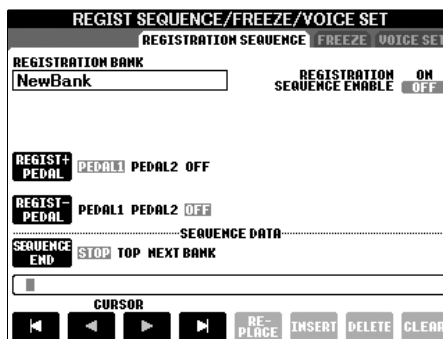 REGIST SEQUENCE/FREEZE/VOICE SET
REGISTRATION SEQUENCE FREEZE VOICE SET
REGISTRATION BANK
NewBank
REGISTRATION SEQUENCE ENABLE
ON
OFF
REGIST+ PEDAL
PEDAL1 PEDAL2 OFF
REGIST- PEDAL
PEDAL1 PEDAL2 OFF
SEQUENCE DATA
SEQUENCE END
STOP TOP NEXT BANK
CURSOR
RE-PLACE INSERT DELETE CLEAR